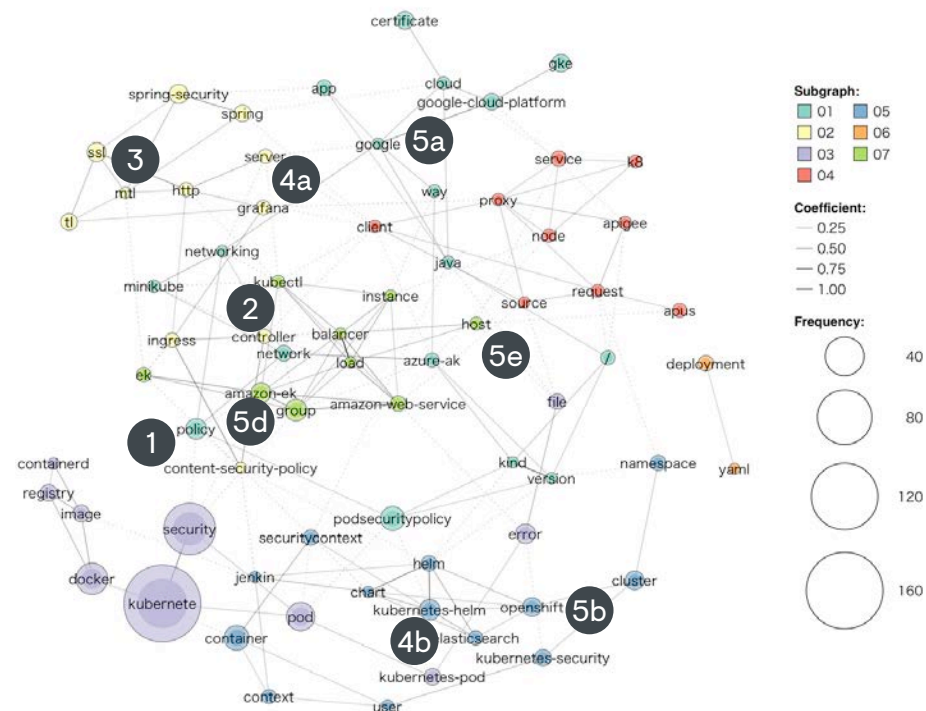 certificate
gke
cloud
app
google-cloud-platform
spring-security
spring
Subgraph:
01 05
02 06
03 07
04
5a
google
ssl
3
server
service
k8
4a
mtl
http
way
proxy
grafana
tl
client
apigee
node
Coefficient:
0.25
0.50
0.75
1.00
networking
java
minikube
kubectl
instance
request
source
apus
2
host
Frequency:
40
80
120
160
ingress
controller
balancer
network
load
azure-ak
5e
/
deployment
ek
amazon-ek
group
amazon-web-service
file
5d
policy
1
containerd
content-security-policy
kind
version
namespace
yaml
registry
image
security
podsecuritypolicy
securitycontext
error
docker
jenkin
helm
chart
cluster
kubernete
kubernetes-helm
openshift
5b
pod
container
4b
elasticsearch
kubernetes-security
kubernetes-pod
context
user